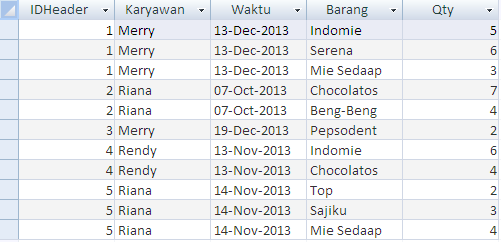 IDHeader Karyawan Waktu Barang Qty
1 Merry 13-Dec-2013 Indomie 5
1 Merry 13-Dec-2013 Serena 6
1 Merry 13-Dec-2013 Mie Sedaap 3
2 Riana 07-Oct-2013 Chocolatos 7
2 Riana 07-Oct-2013 Beng-Beng 4
3 Merry 19-Dec-2013 Pepsodent 2
4 Rendy 13-Nov-2013 Indomie 6
4 Rendy 13-Nov-2013 Chocolatos 4
5 Riana 14-Nov-2013 Top 2
5 Riana 14-Nov-2013 Sajiku 3
5 Riana 14-Nov-2013 Mie Sedaap 4